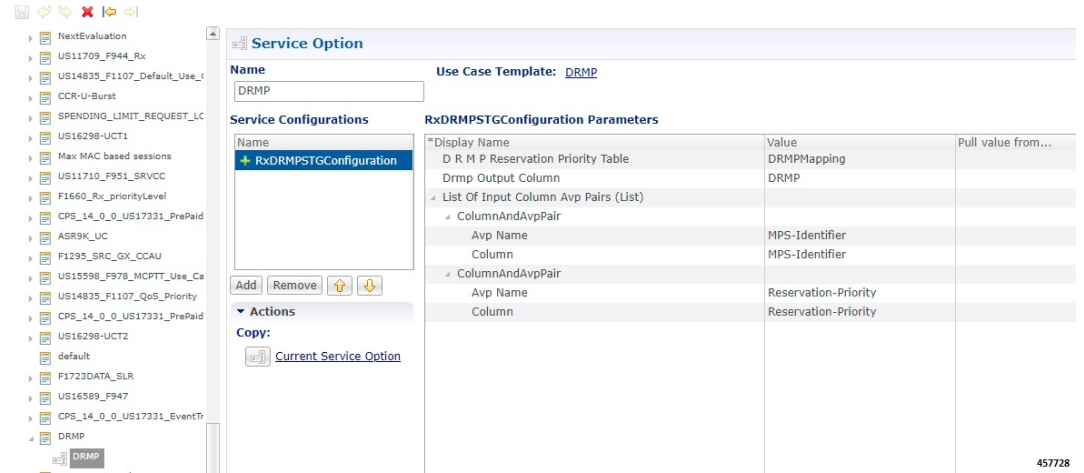 NextEvaluation
US11709_F944_Rx
US14835_F1107_Default_Use_
CCR-U-Burst
SPENDING_LIMIT_REQUEST_LC
US16298-UCT1
Max MAC based sessions
US11710_F951_SRVCC
F1660_Rx_priorityLevel
CPS_14_0_0_US17331_PrePaid
ASR9K_UC
F1295_SRC_GX_CCAU
US15598_F978_MCPTT_Use_Ca
US14835_F1107_QoS_Priority
CPS_14_0_0_US17331_PrePaid
US16298-UCT2
default
F1723DATA_SLR
US16589_F947
CPS_14_0_0_US17331_EventTr
DRMP
DRMP
Service Option
Name
Use Case Template: DRMP
DRMP
Service Configurations
Name
RxDRMPSTGConfiguration
Add Remove
Actions
Copy:
Current Service Option
RxDRMPSTGConfiguration Parameters
*Display Name Value Pull value from...
D R M P Reservation Priority Table DRMPMapping
Drmp Output Column DRMP
List Of Input Column Avp Pairs (List)
ColumnAndAvpPair
Avp Name MPS-Identifier
Column MPS-Identifier
ColumnAndAvpPair
Avp Name Reservation-Priority
Column Reservation-Priority
457728